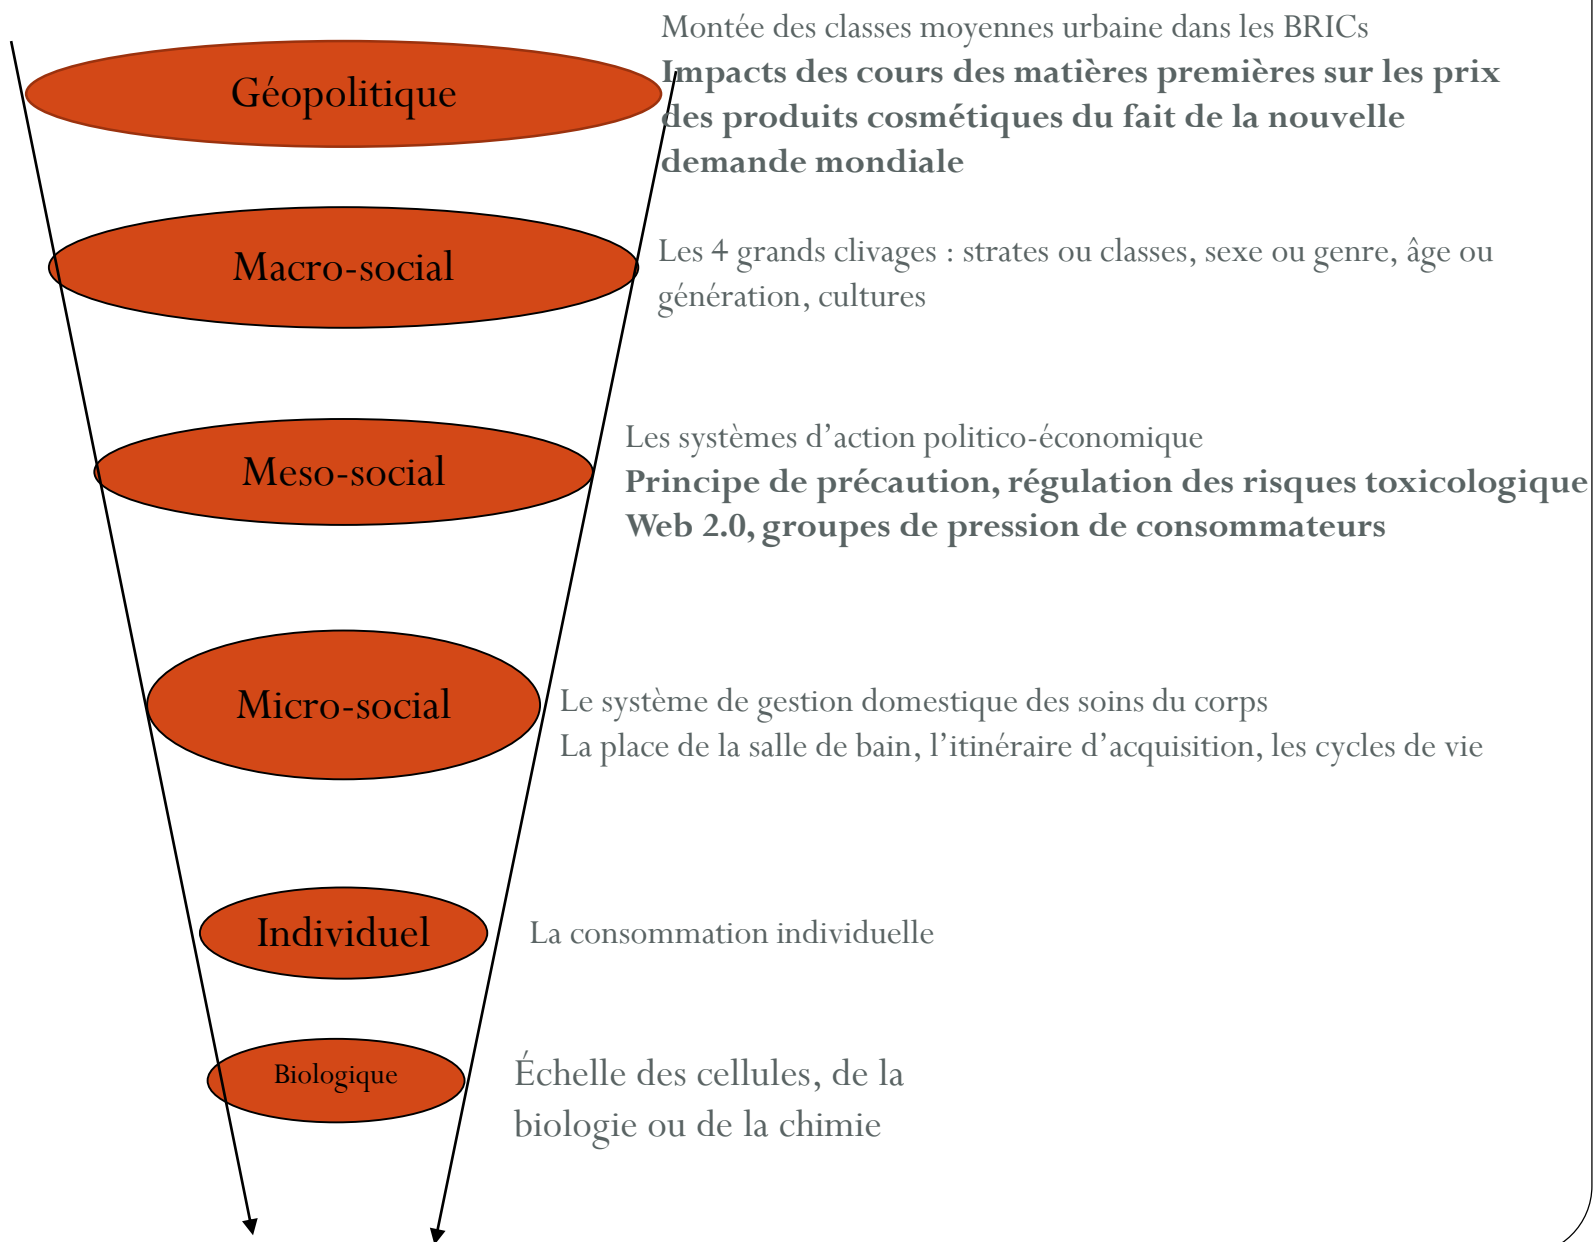 Montée des classes moyennes urbaine dans les BRICs
Impacts des cours des matières premières sur les prix
des produits cosmétiques du fait de la nouvelle
demande mondiale
Géopolitique
Macro-social
Les 4 grands clivages : strates ou classes, sexe ou genre, âge ou
génération, cultures
Meso-social
Les systèmes d’action politico-économique
Principe de précaution, régulation des risques toxicologique
Web 2.0, groupes de pression de consommateurs
Micro-social
Le système de gestion domestique des soins du corps
La place de la salle de bain, l’itinéraire d’acquisition, les cycles de vie
Individuel
La consommation individuelle
Biologique
Échelle des cellules, de la
biologie ou de la chimie